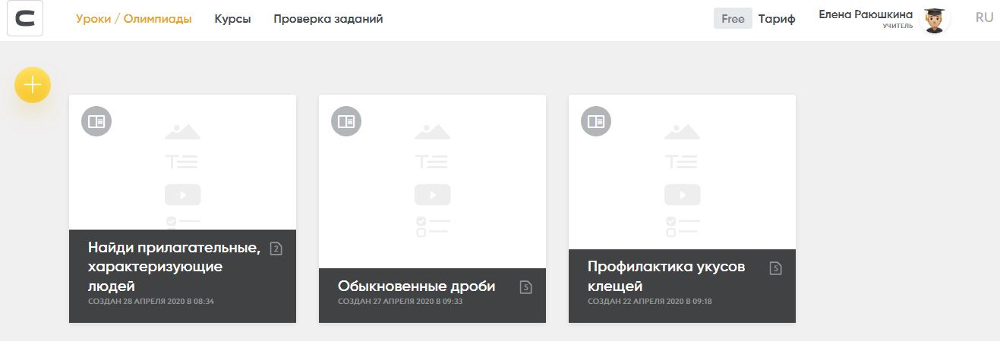 Уроки / Олимпиады Курсы Проверка заданий Free Тариф Елена Раюшкина RU
УЧИТЕЛЬ
Найди прилагательные, 2
характеризующие
людей
СОЗДАН 28 АПРЕЛЯ 2020 В 08:34
Обыкновенные дроби 5
СОЗДАН 27 АПРЕЛЯ 2020 В 09:33
Профилактика укусов 5
клещей
СОЗДАН 22 АПРЕЛЯ 2020 В 09:18